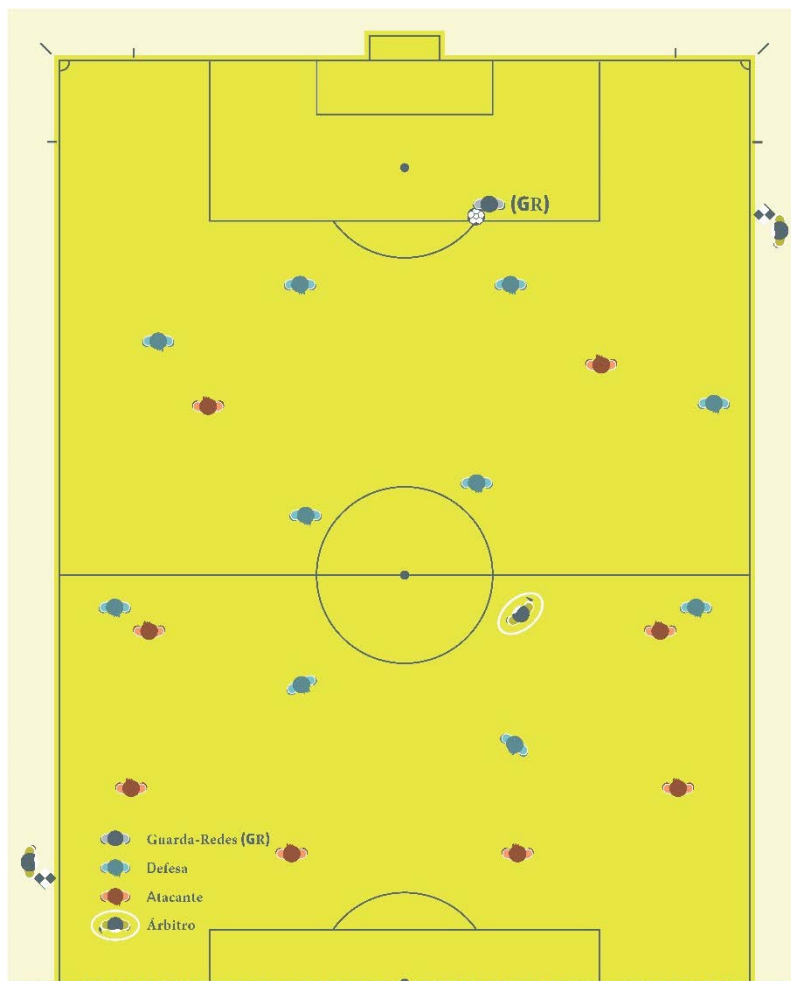 (GR)
Guarda-Redes (GR)
Defesa
Atacante
Árbitro